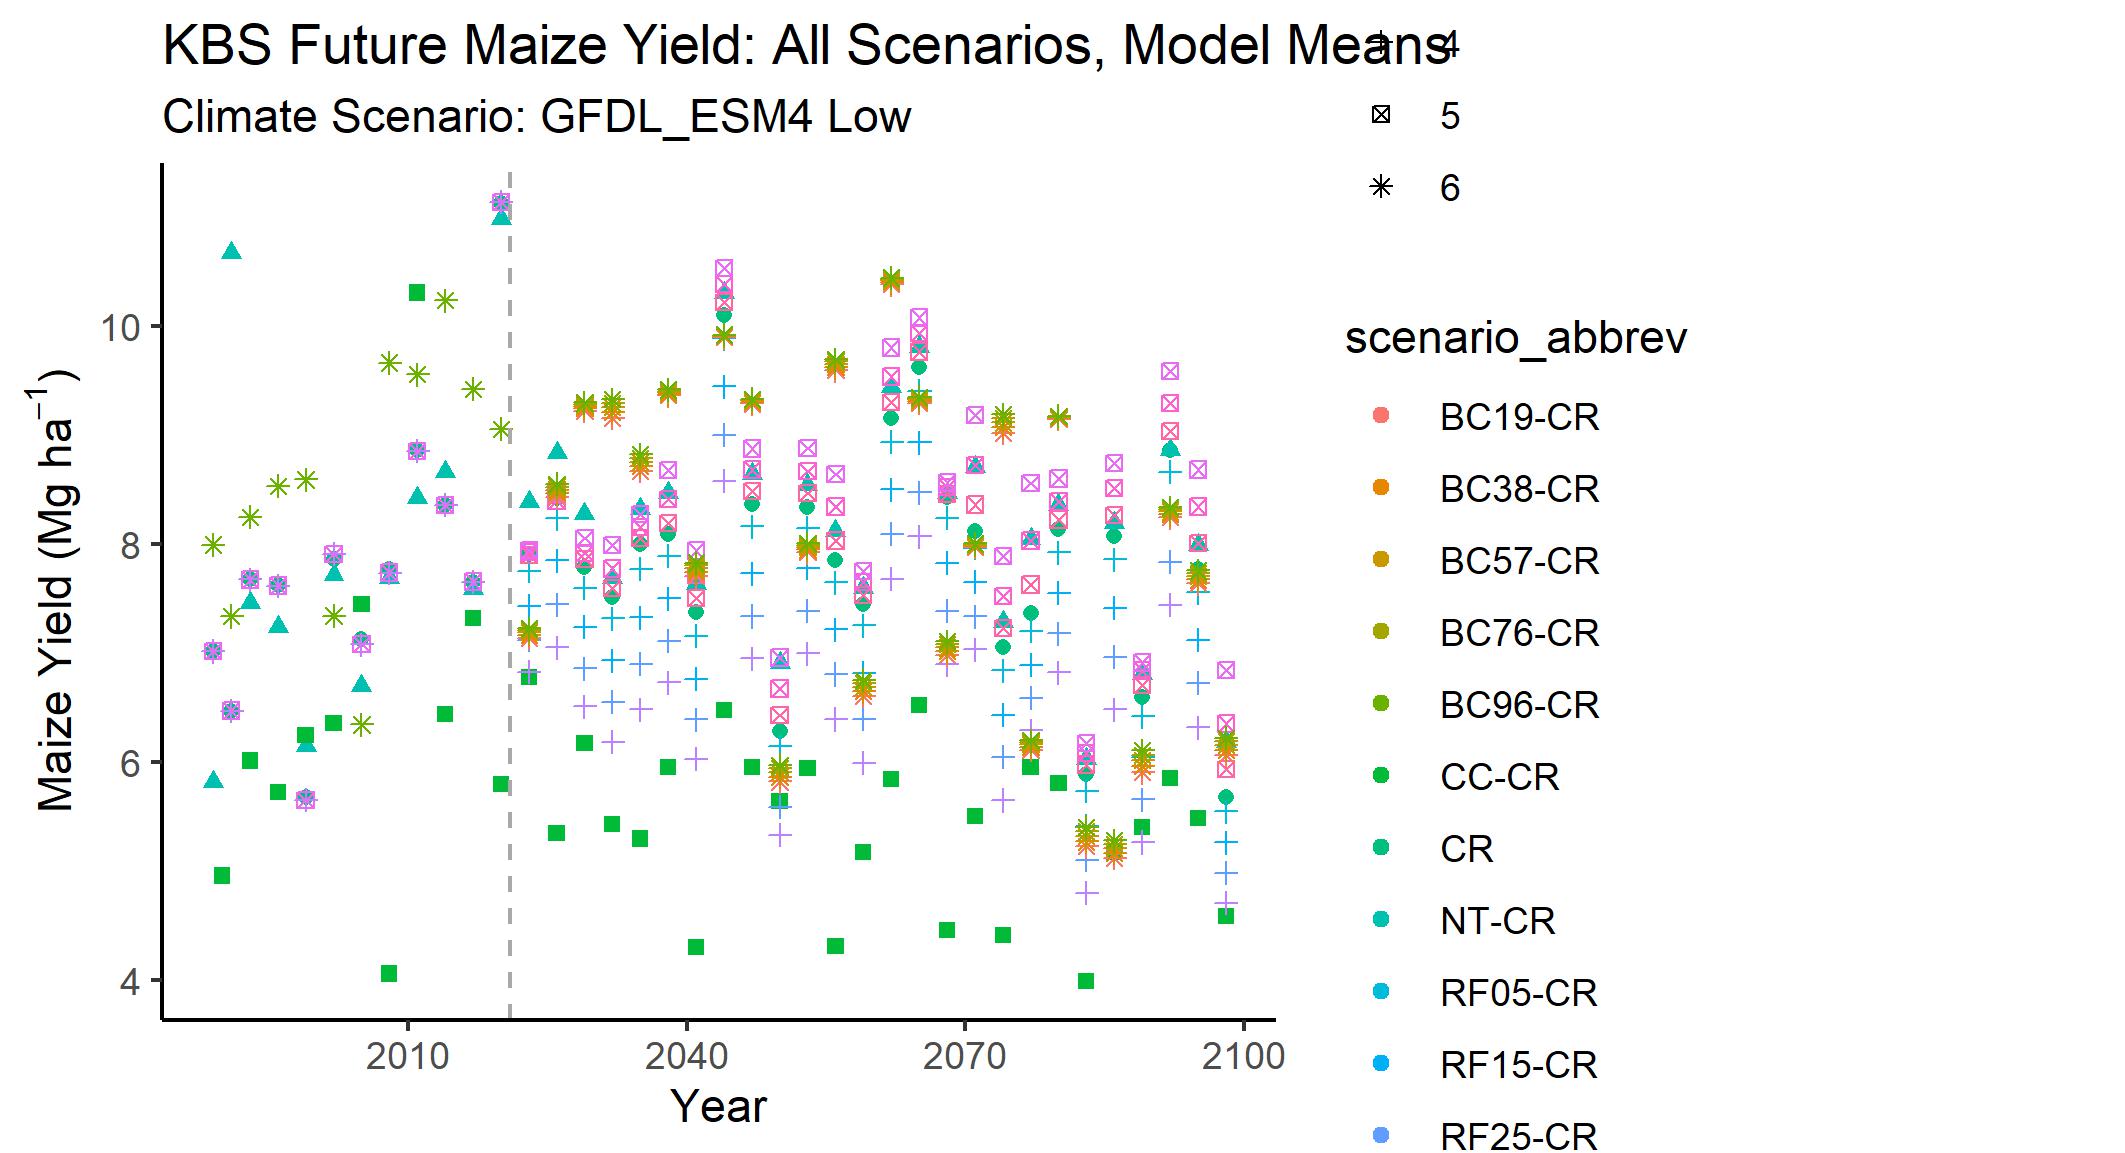 KBS Future Maize Yield: All Scenarios, Model Means
Climate Scenario: GFDL_ESM4 Low
4
5
6
scenario_abbrev
BC19-CR
BC38-CR
BC57-CR
BC76-CR
BC96-CR
CC-CR
CR
NT-CR
RF05-CR
RF15-CR
RF25-CR
Maize Yield (Mg ha⁻¹)
10
8
6
4
2010 2040 2070 2100
Year